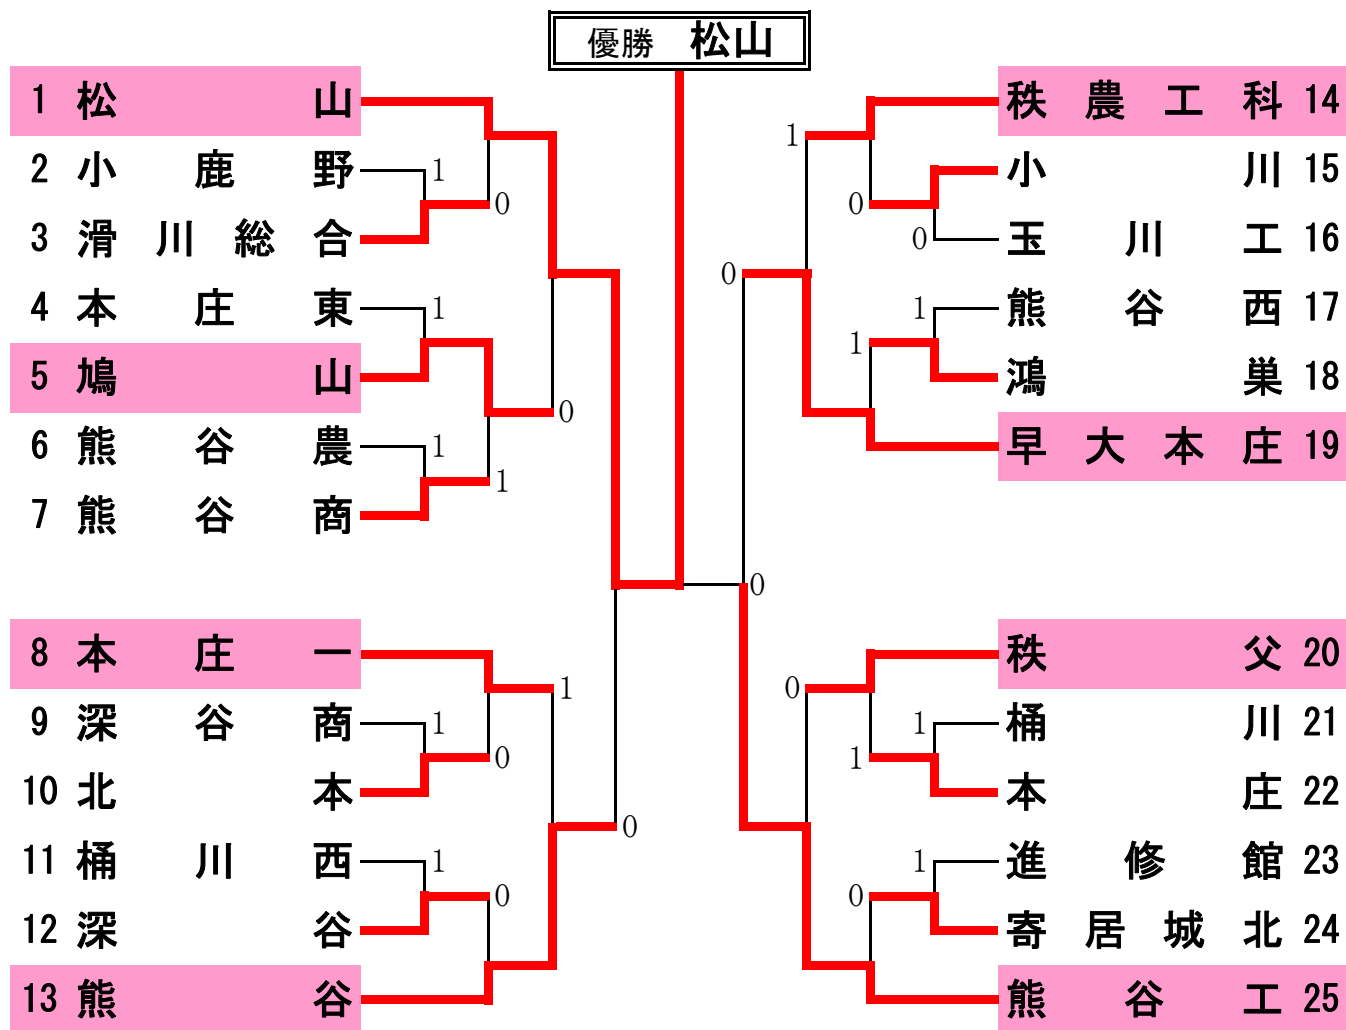 優勝 松山
1 松山
2 小鹿野
3 滑川総合
4 本庄東
5 鳩山
6 熊谷農
7 熊谷商
8 本庄一
9 深谷商
10 北本
11 桶川西
12 深谷
13 熊谷
1
0
1
0
1
1
1
1
0
0
1
0
秩農工科 14
小川 15
玉川工 16
熊谷西 17
鴻巣 18
早大本庄 19
秩父 20
桶川 21
本庄 22
進修館 23
寄居城北 24
熊谷工 25
1
0
0
0
1
1
0
0
1
1
1
0